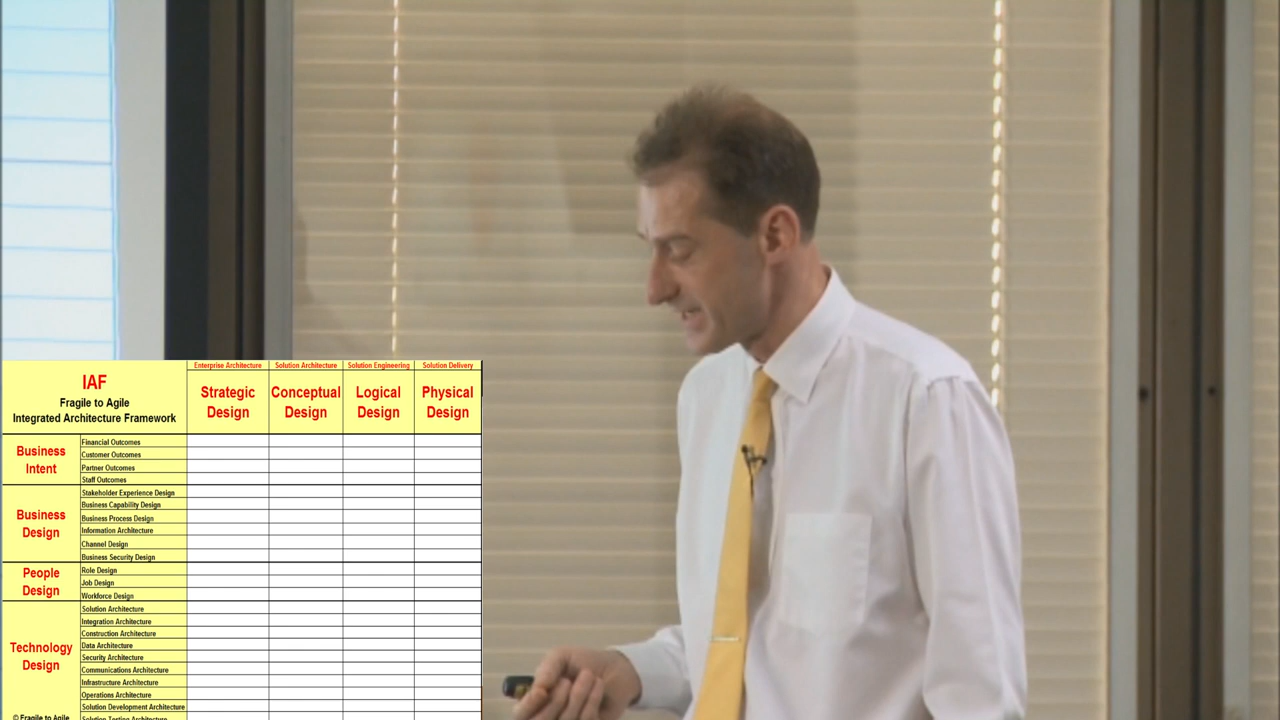 Enterprise Architecture Solution Architecture Solution Engineering Solution Delivery
IAF
Fragile to Agile
Integrated Architecture Framework
Strategic Design
Conceptual Design
Logical Design
Physical Design
Business Intent
Financial Outcomes
Customer Outcomes
Partner Outcomes
Staff Outcomes
Business Design
Stakeholder Experience Design
Business Capability Design
Business Process Design
Information Architecture
Channel Design
Business Security Design
People Design
Role Design
Job Design
Workforce Design
Technology Design
Solution Architecture
Integration Architecture
Construction Architecture
Data Architecture
Security Architecture
Communications Architecture
Infrastructure Architecture
Operations Architecture
Solution Development Architecture
Solution Testing Architecture
© Fragile to Agile